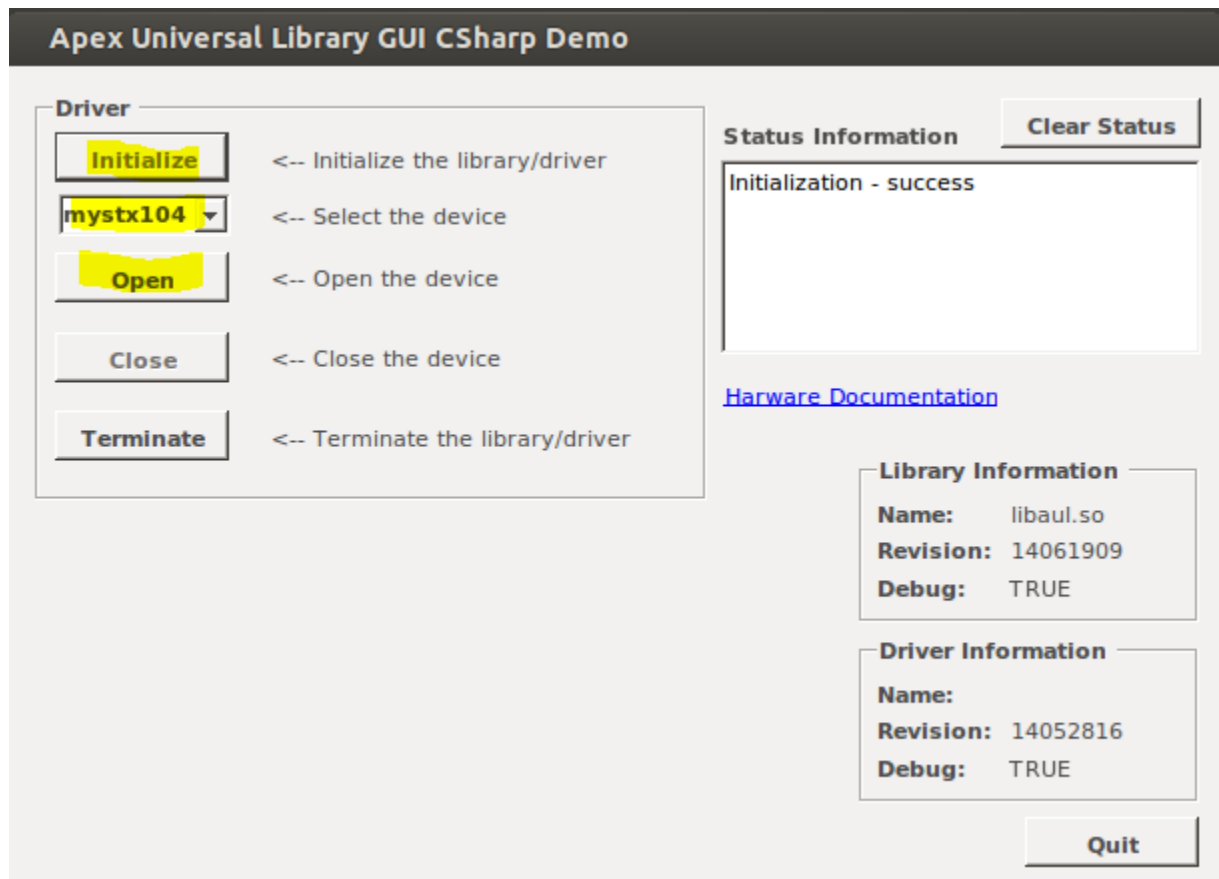 Apex Universal Library GUI CSharp Demo
Driver
Initialize <-- Initialize the library/driver
mystx104 <-- Select the device
Open <-- Open the device
Close <-- Close the device
Terminate <-- Terminate the library/driver
Status Information
Clear Status
Initialization - success
Harware Documentation
Library Information
Name: libaul.so
Revision: 14061909
Debug: TRUE
Driver Information
Name:
Revision: 14052816
Debug: TRUE
Quit